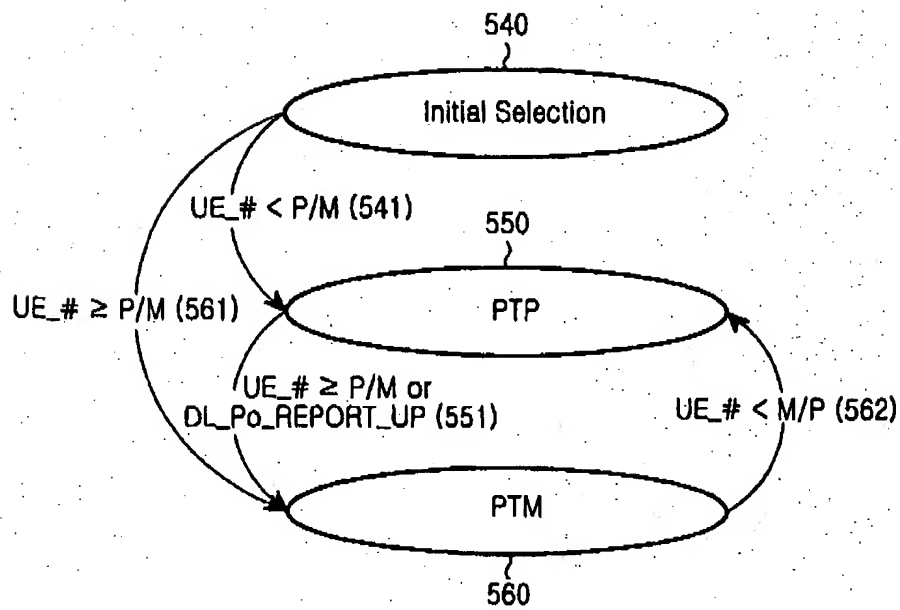 540
Initial Selection
UE_# < P/M (541)
550
UE_# ≥ P/M (561)
PTP
UE_# ≥ P/M or
DL_Po_REPORT_UP (551)
UE_# < M/P (562)
PTM
560